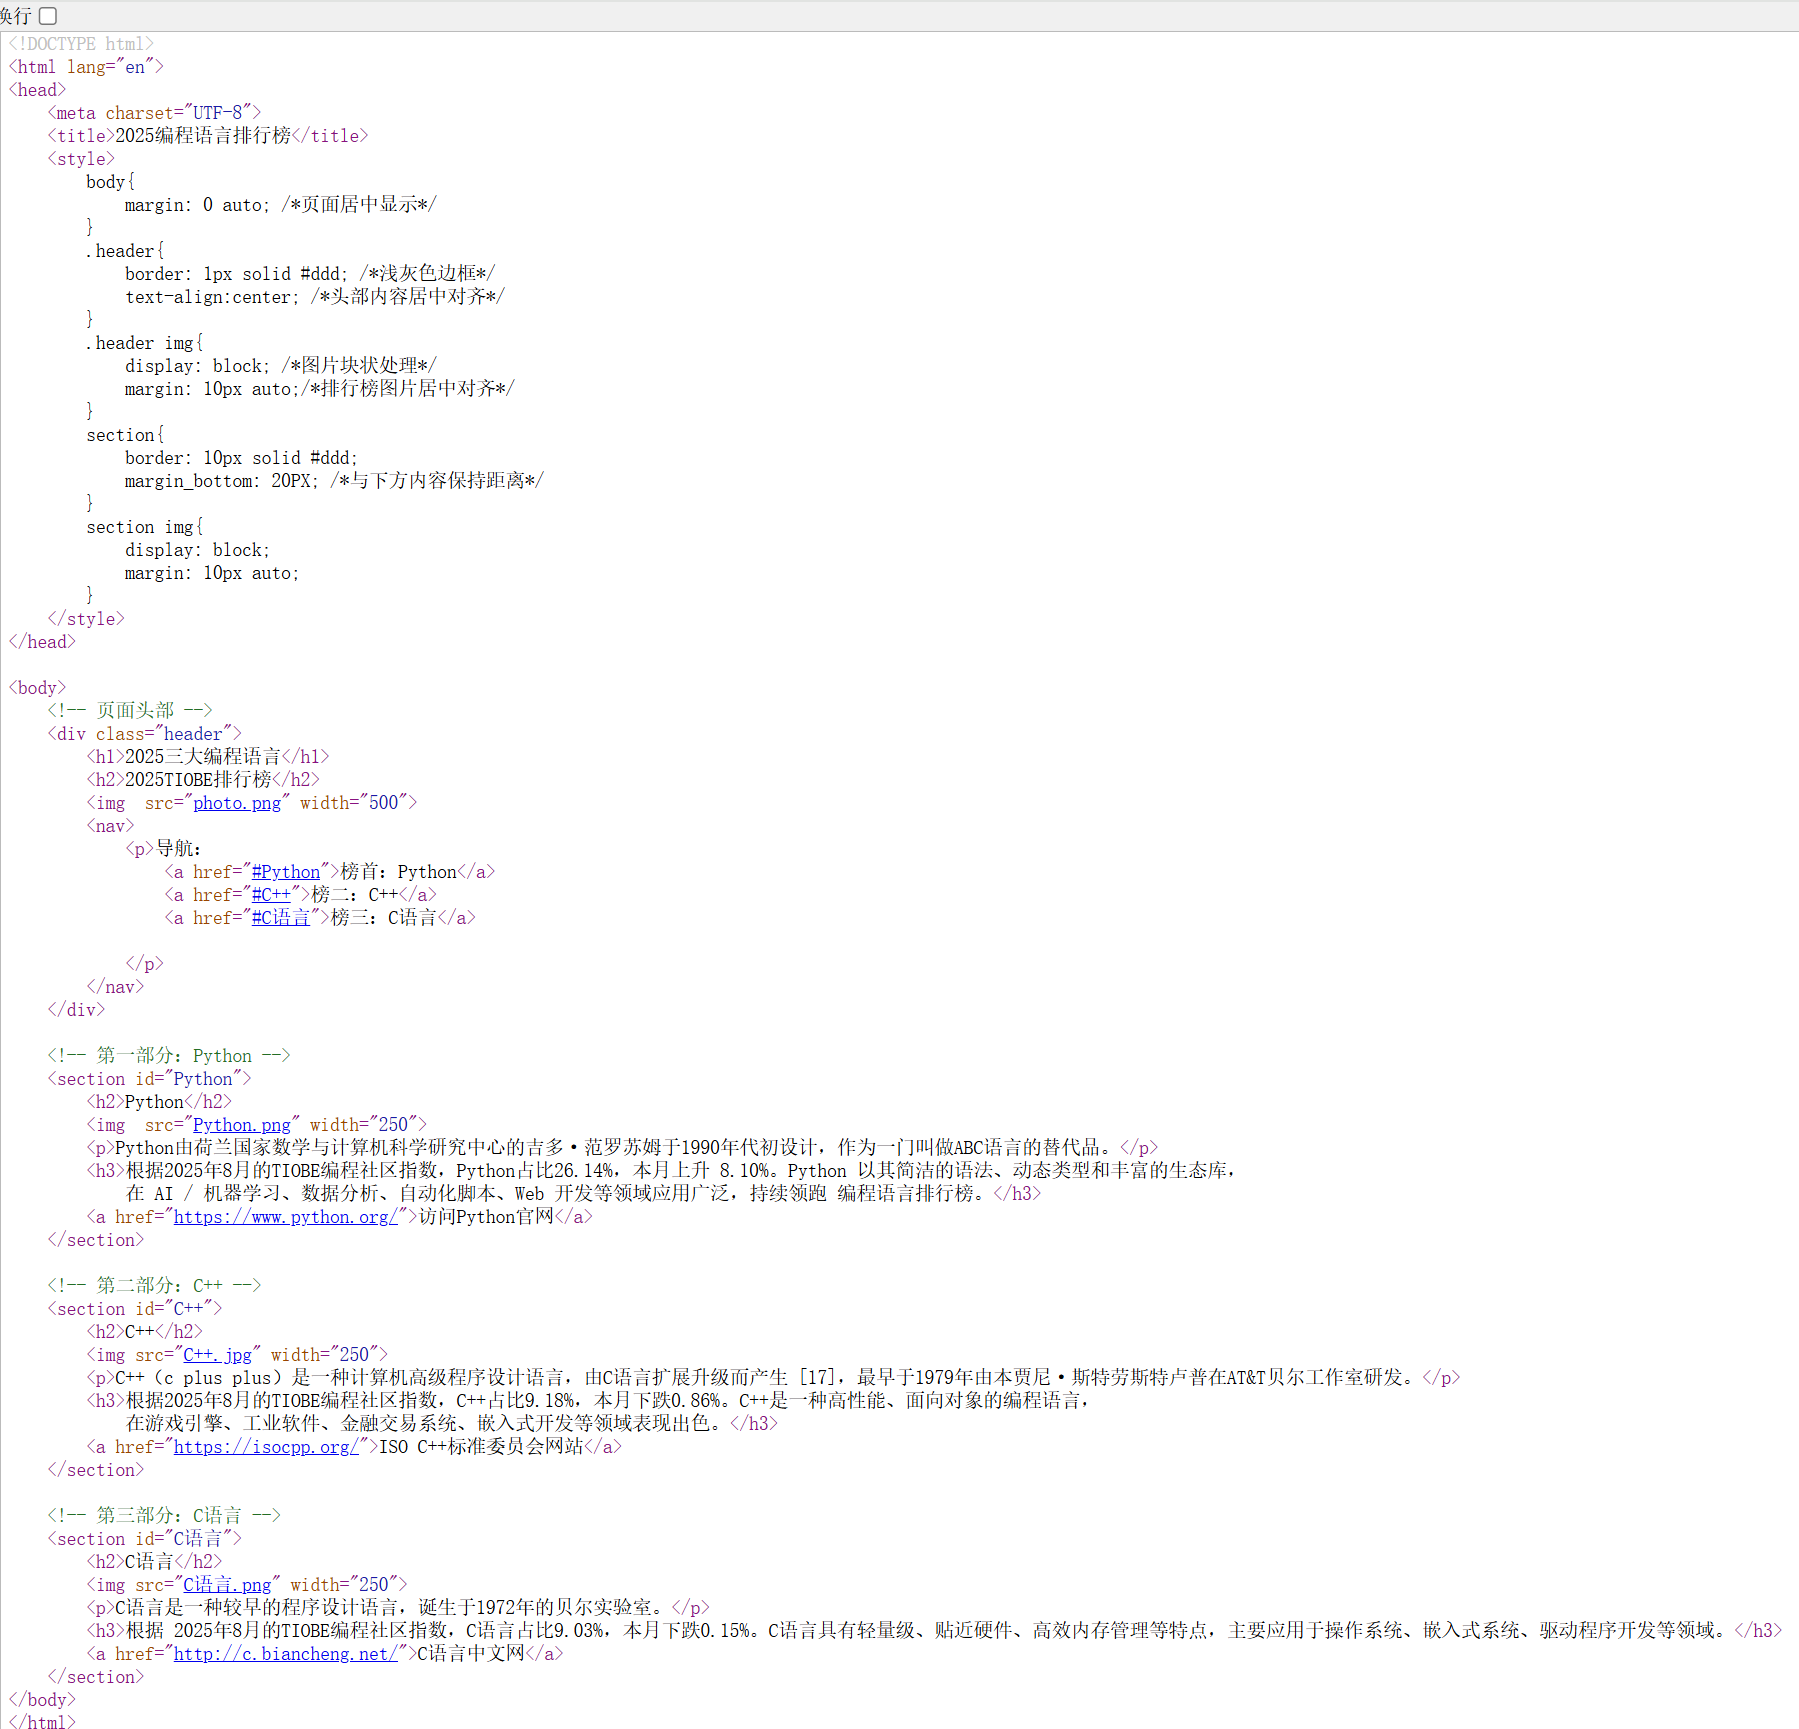 换行
<!DOCTYPE html>
<html lang="en">
<head>
    <meta charset="UTF-8">
    <title>2025编程语言排行榜</title>
    <style>
        body{
            margin: 0 auto; /*页面居中显示*/
        }
        .header{
            border: 1px solid #ddd; /*浅灰色边框*/
            text-align:center; /*头部内容居中对齐*/
        }
        .header img{
            display: block; /*图片块状处理*/
            margin: 10px auto;/*排行榜图片居中对齐*/
        }
        section{
            border: 10px solid #ddd;
            margin_bottom: 20PX; /*与下方内容保持距离*/
        }
        section img{
            display: block;
            margin: 10px auto;
        }
    </style>
</head>

<body>
    <!-- 页面头部 -->
    <div class="header">
        <h1>2025三大编程语言</h1>
        <h2>2025TIOBE排行榜</h2>
        <img  src="photo.png" width="500">
        <nav>
            <p>导航：
                <a href="#Python">榜首：Python</a>
                <a href="#C++">榜二：C++</a>
                <a href="#C语言">榜三：C语言</a>

            </p>
        </nav>
    </div>

    <!-- 第一部分：Python -->
    <section id="Python">
        <h2>Python</h2>
        <img  src="Python.png" width="250">
        <p>Python由荷兰国家数学与计算机科学研究中心的吉多·范罗苏姆于1990年代初设计，作为一门叫做ABC语言的替代品。</p>
        <h3>根据2025年8月的TIOBE编程社区指数，Python占比26.14%，本月上升 8.10%。Python 以其简洁的语法、动态类型和丰富的生态库，
            在 AI / 机器学习、数据分析、自动化脚本、Web 开发等领域应用广泛，持续领跑 编程语言排行榜。</h3>
        <a href="https://www.python.org/">访问Python官网</a>
    </section>

    <!-- 第二部分：C++ -->
    <section id="C++">
        <h2>C++</h2>
        <img src="C++.jpg" width="250">
        <p>C++（c plus plus）是一种计算机高级程序设计语言，由C语言扩展升级而产生 [17]，最早于1979年由本贾尼·斯特劳斯特卢普在AT&T贝尔工作室研发。</p>
        <h3>根据2025年8月的TIOBE编程社区指数，C++占比9.18%，本月下跌0.86%。C++是一种高性能、面向对象的编程语言，
            在游戏引擎、工业软件、金融交易系统、嵌入式开发等领域表现出色。</h3>
        <a href="https://isocpp.org/">ISO C++标准委员会网站</a>
    </section>

    <!-- 第三部分：C语言 -->
    <section id="C语言">
        <h2>C语言</h2>
        <img src="C语言.png" width="250">
        <p>C语言是一种较早的程序设计语言，诞生于1972年的贝尔实验室。</p>
        <h3>根据 2025年8月的TIOBE编程社区指数，C语言占比9.03%，本月下跌0.15%。C语言具有轻量级、贴近硬件、高效内存管理等特点，主要应用于操作系统、嵌入式系统、驱动程序开发等领域。</h3>
        <a href="http://c.biancheng.net/">C语言中文网</a>
    </section>
</body>
</html>